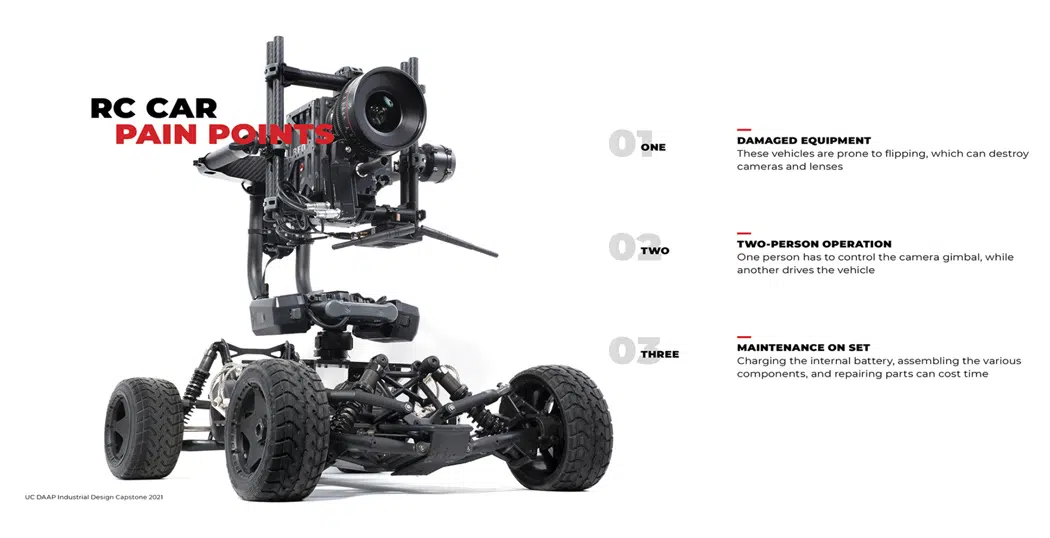 RC CAR
PAIN POINTS
RED
01 ONE
DAMAGED EQUIPMENT
These vehicles are prone to flipping, which can destroy
cameras and lenses
02 TWO
TWO-PERSON OPERATION
One person has to control the camera gimbal, while
another drives the vehicle
03 THREE
MAINTENANCE ON SET
Charging the internal battery, assembling the various
components, and repairing parts can cost time
UC DAAP Industrial Design Capstone 2021